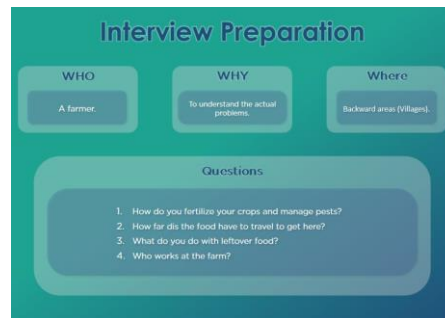 Interview Preparation
WHO
A farmer.
WHY
To understand the actual
problems.
Where
Backward areas (Villages).
Questions
1. How do you fertilize your crops and manage pests?
2. How far dis the food have to travel to get here?
3. What do you do with leftover food?
4. Who works at the farm?